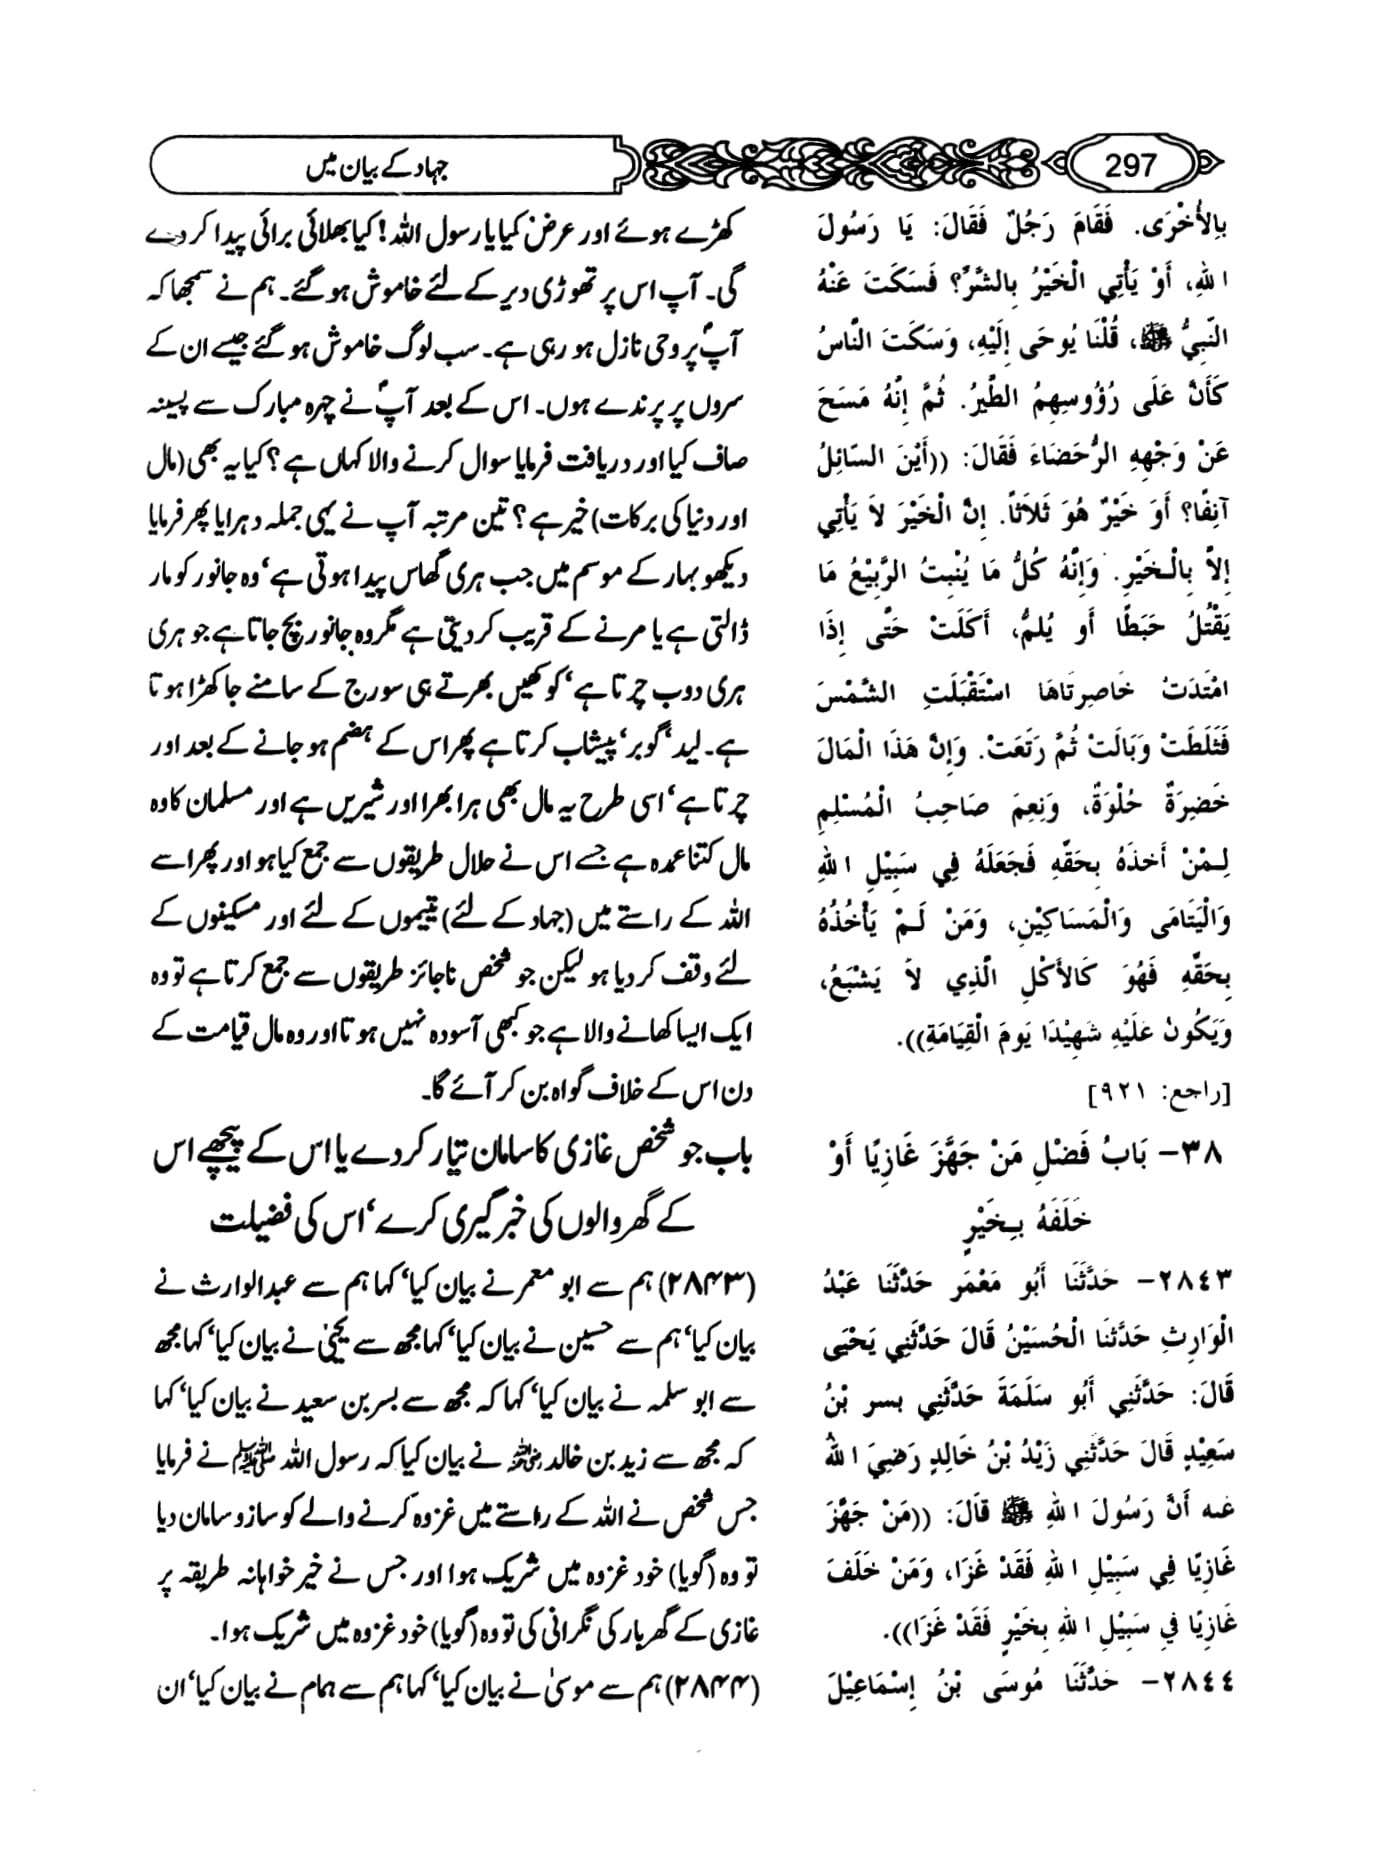 297
جہاد کے بیان میں
بِالأُخْرَى. فَقَامَ رَجُلٌ فَقَالَ: يَا رَسُولَ
اللهِ، أَوْ يَأْتِي الْخَيْرُ بِالشَّرِّ؟ فَسَكَتَ عَنْهُ
النَّبِيُّ ﷺ، قُلْنَا يُوحَى إِلَيْهِ، وَسَكَتَ النَّاسُ
كَأَنَّ عَلَى رُؤُوسِهِمُ الطَّيرُ. ثُمَّ إِنَّهُ مَسَحَ
عَنْ وَجْهِهِ الرُّحَضَاءَ فَقَالَ: ((أَيْنَ السَّائِلُ
آنِفًا؟ أَوَ خَيْرٌ هُوَ ثَلاَثًا. إِنَّ الْخَيْرَ لاَ يَأْتِي
إِلاَّ بِالْخَيْرِ. وَإِنَّهُ كُلُّ مَا يُنْبِتُ الرَّبِيْعُ مَا
يَقْتُلُ حَبَطًا أَو يُلمُّ، أَكَلَتْ حَتَّى إِذَا
امْتَدَتْ خَاصِرتَاهَا اسْتَقْبَلَتِ الشَّمْسَ
فَثَلَطَتْ وَبَالَتْ ثُمَّ رَتَعَتْ. وَإِنَّ هَذَا الْمَالَ
خَضِرَةٌ حُلْوَةٌ، وَنِعِمَ صَاحِبُ الْمُسْلِمِ
لِمْنْ أَخذَهُ بِحَقِّهِ فَجَعَلَهُ فِي سَبِيْلِ اللهِ
وَالْيَتَامَى وَالْمَسَاكِيْنِ، وَمَنْ لَمْ يَأْخُذْهُ
بِحَقِّهِ فَهُوَ كَالأَكْلِ الَّذِي لاَ يَشْبَعُ،
وَيَكُونُ عَلَيْهِ شَهِيْدًا يَومَ الْقِيَامَةِ)).
[راجع: ٩٢١]
٣٨- بَابُ فَضْلِ مَنْ جَهَّزَ غَازِيًا أَوْ
خَلَفَهُ بِخَيْرٍ
٢٨٤٣- حَدَّثَنَا أَبُو مَعْمَر حَدَّثَنَا عَبْدُ
الْوَارِثِ حَدَّثَنَا الْحُسَيْنُ قَالَ حَدَّثَنِي يَحْيَى
قَالَ: حَدَّثَنِي أَبُو سَلَمَةَ حَدَّثَنِي بسر بْنُ
سَعِيْدٍ قَالَ حَدَّثَنِي زَيْدُ بْنُ خَالِدٍ رَضِيَ اللهُ
عنه أَنَّ رَسُولَ اللهِ ﷺ قَالَ: ((مَنْ جَهَّزَ
غَازِيًا فِي سَبِيْلِ اللهِ فَقَدْ غَزَا، وَمَنْ خَلَفَ
غَازِيًا فِي سَبِيْلِ اللهِ بِخَيْرٍ فَقَدْ غَزَا)).
٢٨٤٤- حَدَّثَنَا مُوسَى بْنُ إِسْمَاعِيْلَ
کھڑے ہوئے اور عرض کیا یا رسول اللہ! کیا بھلائی برائی پیدا کر دے
گی۔ آپ اس پر تھوڑی دیر کے لئے خاموش ہو گئے۔ ہم نے سمجھا کہ
آپؐ پر وحی نازل ہو رہی ہے۔ سب لوگ خاموش ہو گئے جیسے ان کے
سروں پر پرندے ہوں۔ اس کے بعد آپؐ نے چہرہ مبارک سے پسینہ
صاف کیا اور دریافت فرمایا سوال کرنے والا کہاں ہے؟ کیا یہ بھی (مال
اور دنیا کی برکات) خیر ہے؟ تین مرتبہ آپ نے یہی جملہ دہرایا پھر فرمایا
دیکھو بہار کے موسم میں جب ہری گھاس پیدا ہوتی ہے‘ وہ جانور کو مار
ڈالتی ہے یا مرنے کے قریب کر دیتی ہے مگر وہ جانور بچ جاتا ہے جو ہری
ہری دوب چرتا ہے‘ کوکھیں بھرتے ہی سورج کے سامنے جا کھڑا ہوتا
ہے۔ لید‘ گوبر‘ پیشاب کرتا ہے پھر اس کے ہضم ہو جانے کے بعد اور
چرتا ہے‘ اسی طرح یہ مال بھی ہرا بھرا اور شیریں ہے اور مسلمان کا وہ
مال کتنا عمدہ ہے جسے اس نے حلال طریقوں سے جمع کیا ہو اور پھر اسے
اللہ کے راستے میں (جہاد کے لئے) یتیموں کے لئے اور مسکینوں کے
لئے وقف کر دیا ہو لیکن جو شخص ناجائز طریقوں سے جمع کرتا ہے تو وہ
ایک ایسا کھانے والا ہے جو کبھی آسودہ نہیں ہوتا اور وہ مال قیامت کے
دن اس کے خلاف گواہ بن کر آئے گا۔
باب جو شخص غازی کا سامان تیار کر دے یا اس کے پیچھے اس
کے گھر والوں کی خبر گیری کرے‘ اس کی فضیلت
(۲۸۴۳) ہم سے ابو معمر نے بیان کیا‘ کہا ہم سے عبدالوارث نے
بیان کیا‘ ہم سے حسین نے بیان کیا‘ کہا مجھ سے یحییٰ نے بیان کیا‘ کہا مجھ
سے ابو سلمہ نے بیان کیا‘ کہا کہ مجھ سے بسر بن سعید نے بیان کیا‘ کہا
کہ مجھ سے زید بن خالد رضی اللہ عنہ نے بیان کیا کہ رسول اللہ ﷺ نے فرمایا
جس شخص نے اللہ کے راستے میں غزوہ کرنے والے کو ساز و سامان دیا
تو وہ (گویا) خود غزوہ میں شریک ہوا اور جس نے خیر خواہانہ طریقہ پر
غازی کے گھر بار کی نگرانی کی تو وہ (گویا) خود غزوہ میں شریک ہوا۔
(۲۸۴۴) ہم سے موسیٰ نے بیان کیا‘ کہا ہم سے ہمام نے بیان کیا‘ ان